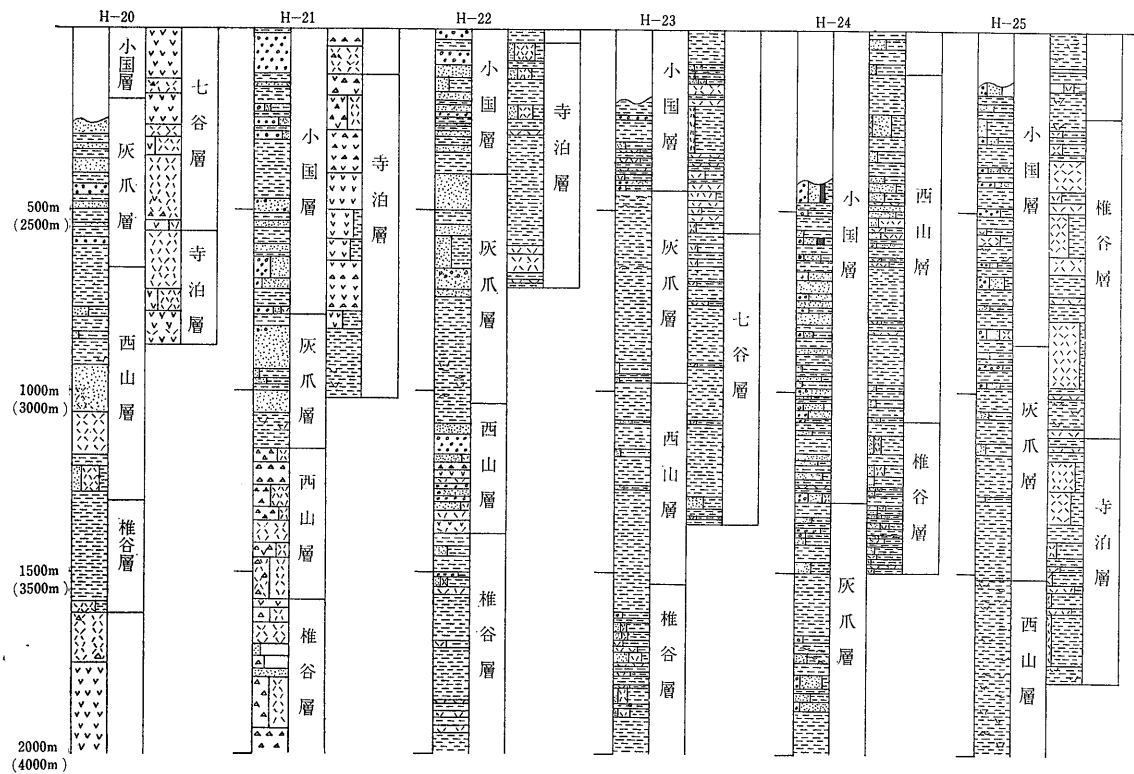 H-20
H-21
H-22
H-23
H-24
H-25
500m
(2500m)
1000m
(3000m)
1500m
(3500m)
2000m
(4000m)
小国層
灰爪層
西山層
椎谷層
七谷層
寺泊層
小国層
灰爪層
西山層
椎谷層
寺泊層
小国層
灰爪層
西山層
椎谷層
寺泊層
小国層
灰爪層
西山層
椎谷層
七谷層
小国層
灰爪層
西山層
椎谷層
小国層
灰爪層
西山層
椎谷層
寺泊層